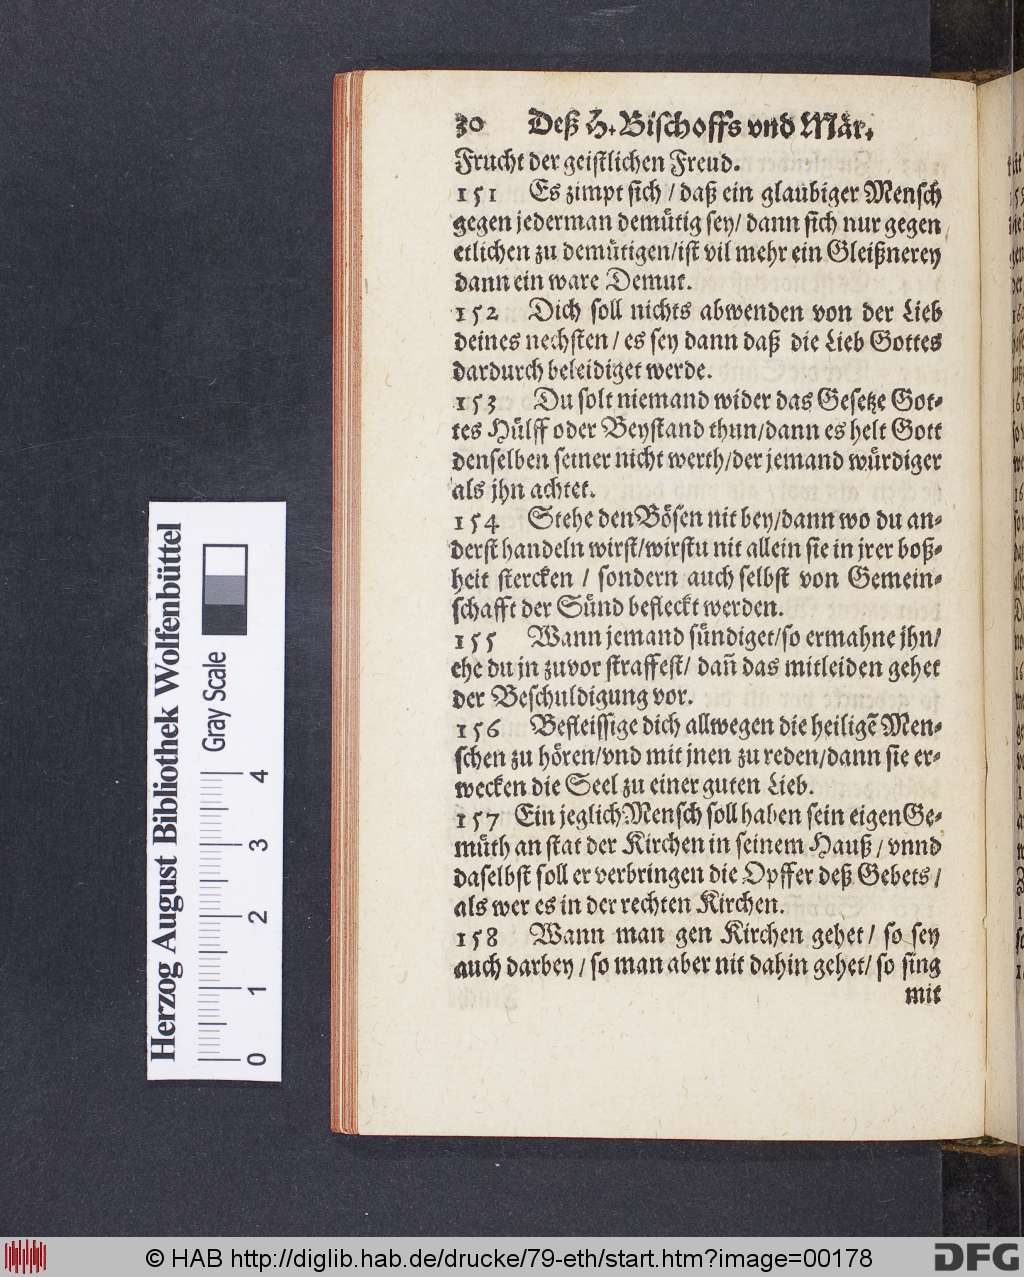 30 Deß H. Bischoffs vnd Mär.
Frucht der geistlichen Freud.
151 Es zimpt sich / daß ein glaubiger Mensch
gegen jederman demütig sey / dann sich nur gegen
etlichen zu demütigen / ist vil mehr ein Gleißnerey
dann ein ware Demut.
152 Dich soll nichts abwenden von der Lieb
deines nechsten / es sey dann daß die Lieb Gottes
dardurch beleidiget werde.
153 Du solt niemand wider das Gesetze Got-
tes Hülff oder Beystand thun / dann es helt Gott
denselben seiner nicht werth / der jemand würdiger
als jhn achtet.
154 Stehe den Bösen nit bey / dann wo du an-
derst handeln wirst / wirstu nit allein sie in jrer boß-
heit stercken / sondern auch selbst von Gemein-
schafft der Sünd befleckt werden.
155 Wann jemand sündiget / so ermahne jhn /
ehe du jn zuvor straffest / dañ das mitleiden gehet
der Beschuldigung vor.
156 Befleissige dich allwegen die heiligẽ Men-
schen zu hören / vnd mit jnen zu reden / dann sie er-
wecken die Seel zu einer guten Lieb.
157 Ein jeglich Mensch soll haben sein eigen Ge-
müth an stat der Kirchen in seinem Hauß / vnnd
daselbst soll er verbringen die Opffer deß Gebets /
als wer es in der rechten Kirchen.
158 Wann man gen Kirchen gehet / so sey
auch darbey / so man aber nit dahin gehet / so sing
mit
Herzog August Bibliothek Wolfenbüttel
Gray Scale
0 1 2 3 4
© HAB http://diglib.hab.de/drucke/79-eth/start.htm?image=00178
DFG